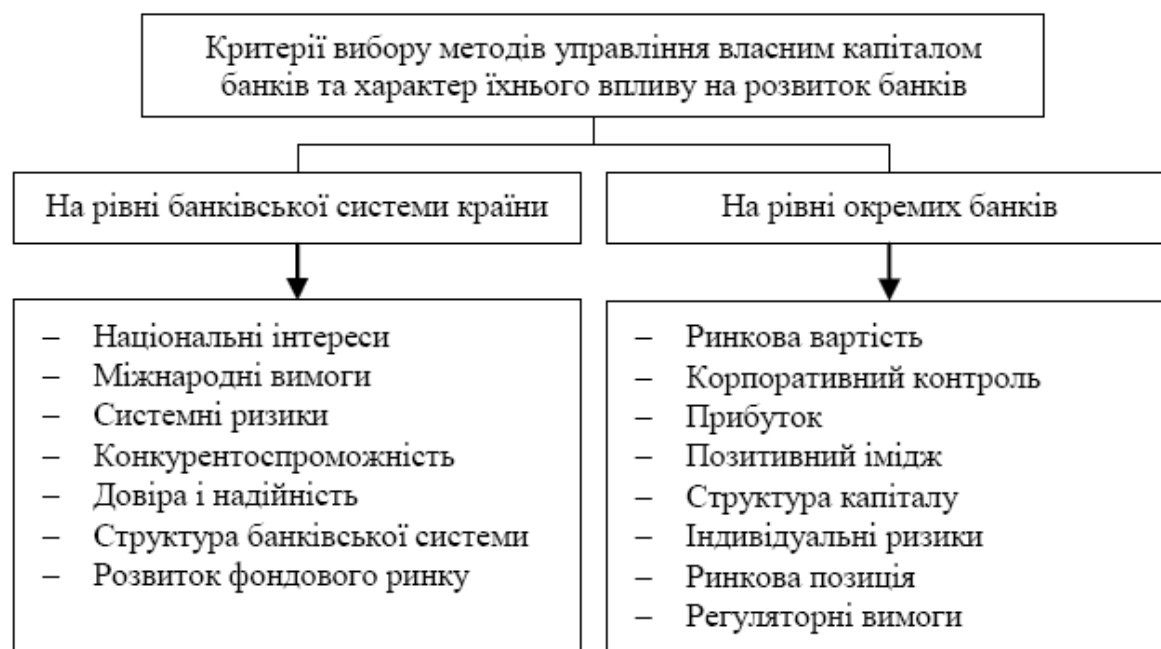 Критерії вибору методів управління власним капіталом
банків та характер їхнього впливу на розвиток банків
На рівні банківської системи країни
На рівні окремих банків
– Національні інтереси
– Міжнародні вимоги
– Системні ризики
– Конкурентоспроможність
– Довіра і надійність
– Структура банківської системи
– Розвиток фондового ринку
– Ринкова вартість
– Корпоративний контроль
– Прибуток
– Позитивний імідж
– Структура капіталу
– Індивідуальні ризики
– Ринкова позиція
– Регуляторні вимоги